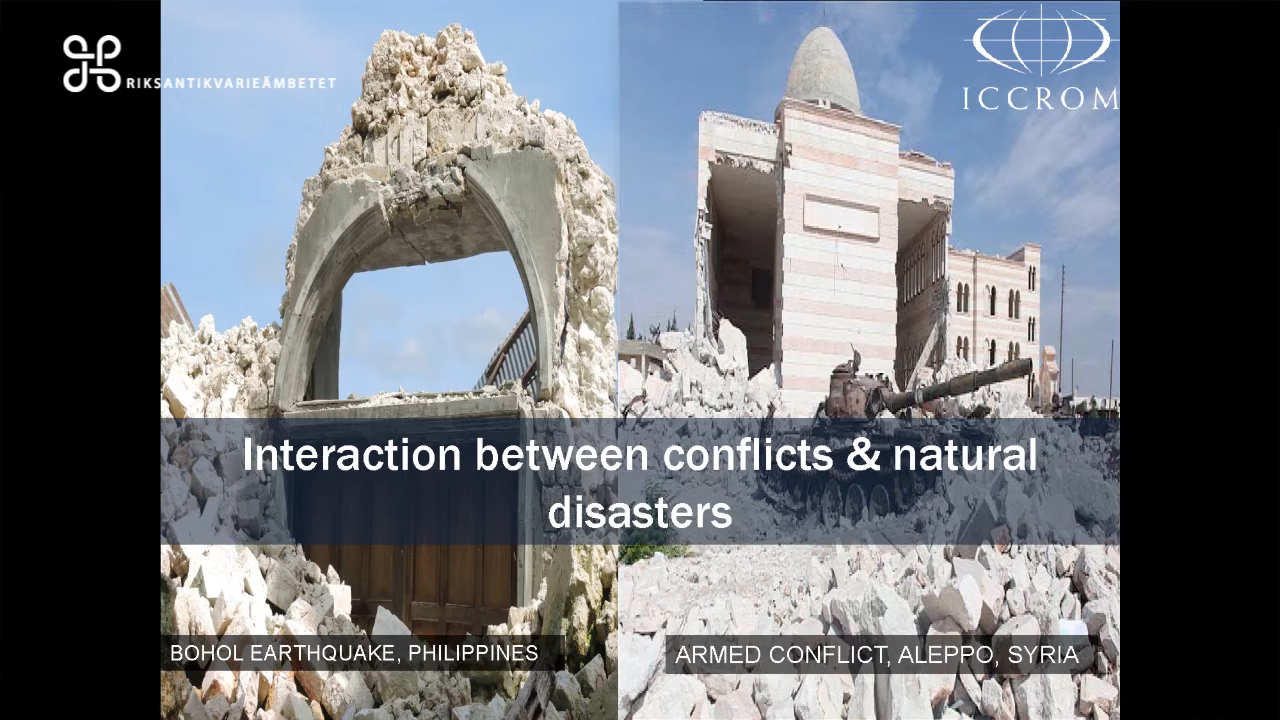 RIKSANTIKVARIEÄMBETET
ICCROM
Interaction between conflicts & natural
disasters
BOHOL EARTHQUAKE, PHILIPPINES
ARMED CONFLICT, ALEPPO, SYRIA